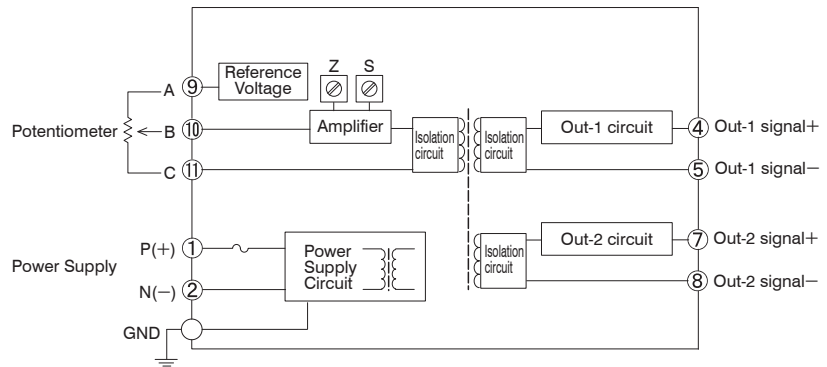 Z S
Reference
Voltage
A ⑨
Potentiometer B ⑩ Amplifier
Isolation
circuit
Isolation
circuit
Out-1 circuit ④ Out-1 signal+
C ⑪
⑤ Out-1 signal−
Power Supply
P(+) ①
N(−) ②
GND
Power
Supply
Circuit
Isolation
circuit
Out-2 circuit ⑦ Out-2 signal+
⑧ Out-2 signal−